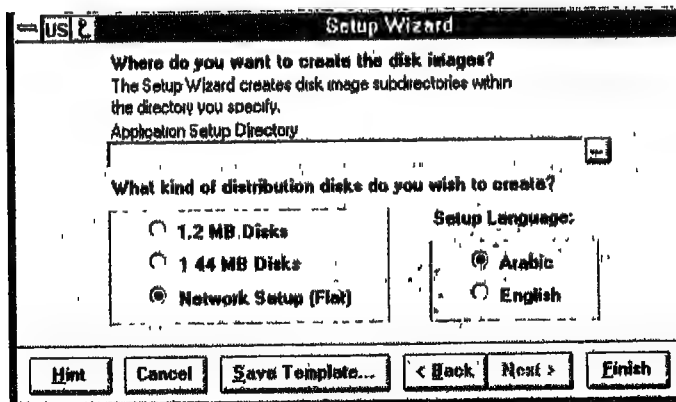 US
Setup Wizard
Where do you want to create the disk images?
The Setup Wizard creates disk image subdirectories within
the directory you specify.
Application Setup Directory
...
What kind of distribution disks do you wish to create?
1.2 MB Disks
1 44 MB Disks
Network Setup (Flat)
Setup Language:
Arabic
English
Hint
Cancel
Save Template...
< Back
Next >
Finish